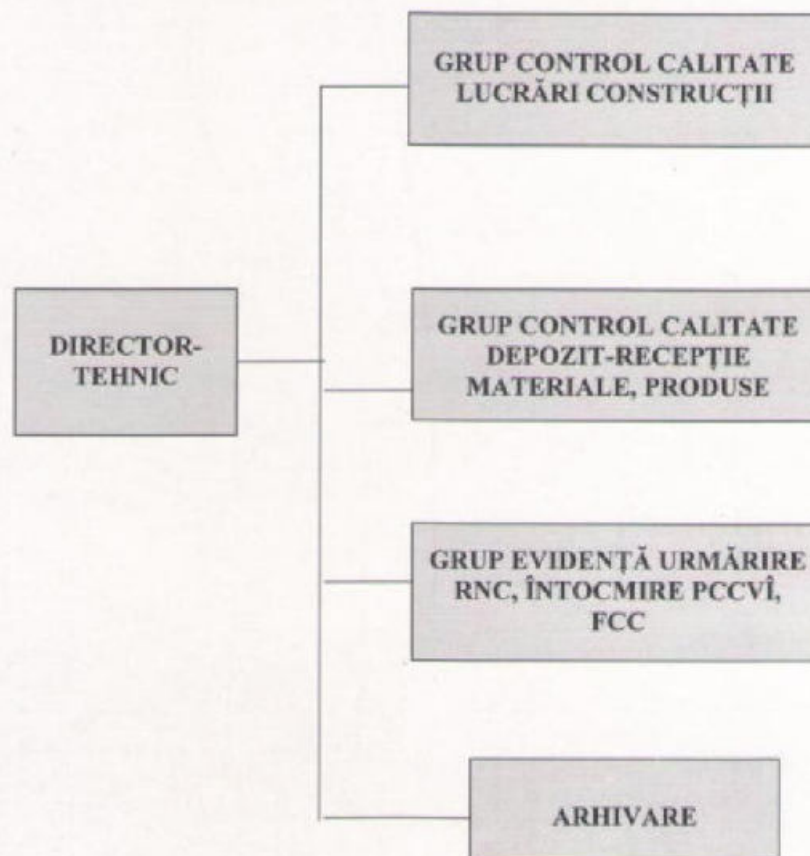 GRUP CONTROL CALITATE
LUCRĂRI CONSTRUCȚII
DIRECTOR-
TEHNIC
GRUP CONTROL CALITATE
DEPOZIT-RECEPȚIE
MATERIALE, PRODUSE
GRUP EVIDENȚĂ URMĂRIRE
RNC, ÎNTOCMIRE PCCVÎ,
FCC
ARHIVARE